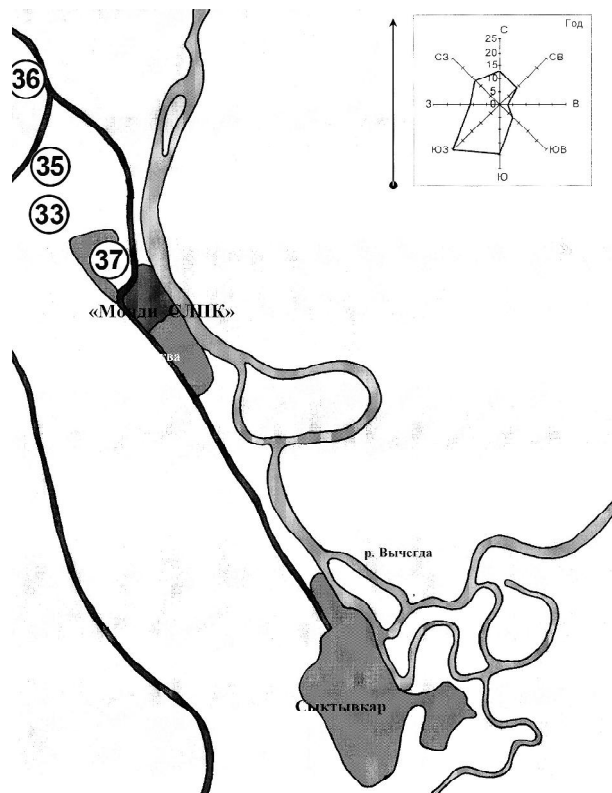 Год
С
25
20
15
10
5
0
СЗ
СВ
З
В
ЮЗ
ЮВ
Ю
36
35
33
37
«Монди СЛПК»
ва
р. Вычегда
Сыктывкар